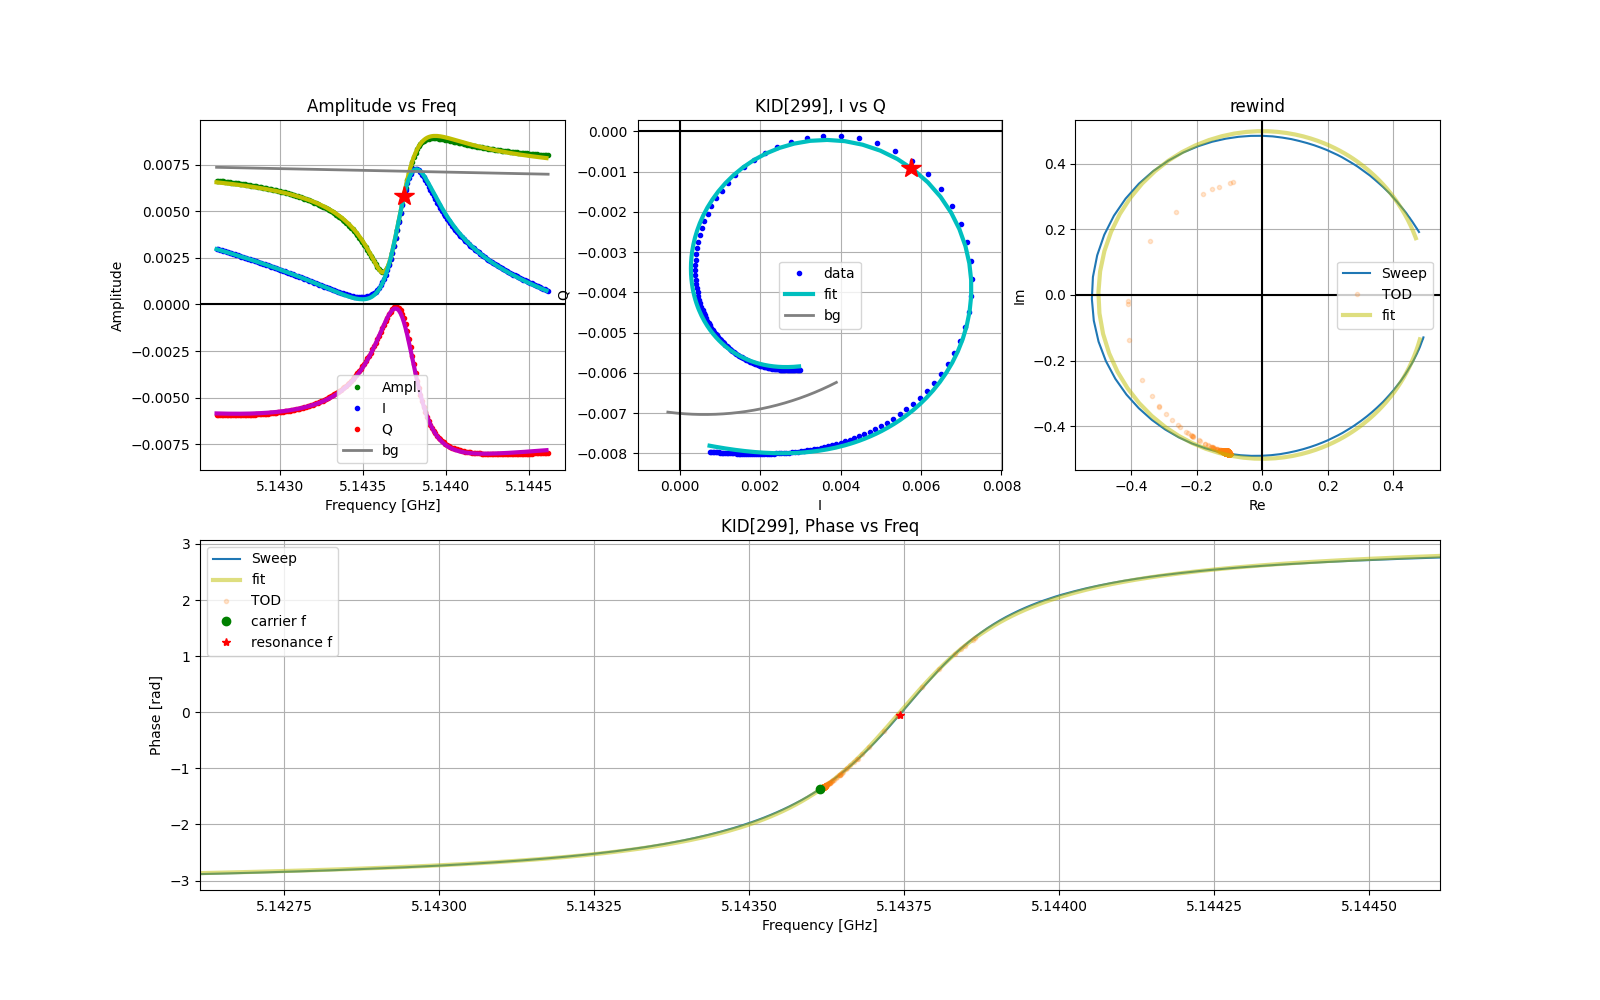 Amplitude vs Freq
Amplitude
0.0075
0.0050
0.0025
0.0000
−0.0025
−0.0050
−0.0075
Ampl.
I
Q
bg
5.1430
5.1435
5.1440
5.1445
Frequency [GHz]
KID[299], I vs Q
Q
0.000
−0.001
−0.002
−0.003
−0.004
−0.005
−0.006
−0.007
−0.008
data
fit
bg
0.000
0.002
0.004
0.006
0.008
I
rewind
Im
0.4
0.2
0.0
−0.2
−0.4
Sweep
TOD
fit
−0.4
−0.2
0.0
0.2
0.4
Re
KID[299], Phase vs Freq
Phase [rad]
3
2
1
0
−1
−2
−3
Sweep
fit
TOD
carrier f
resonance f
5.14275
5.14300
5.14325
5.14350
5.14375
5.14400
5.14425
5.14450
Frequency [GHz]